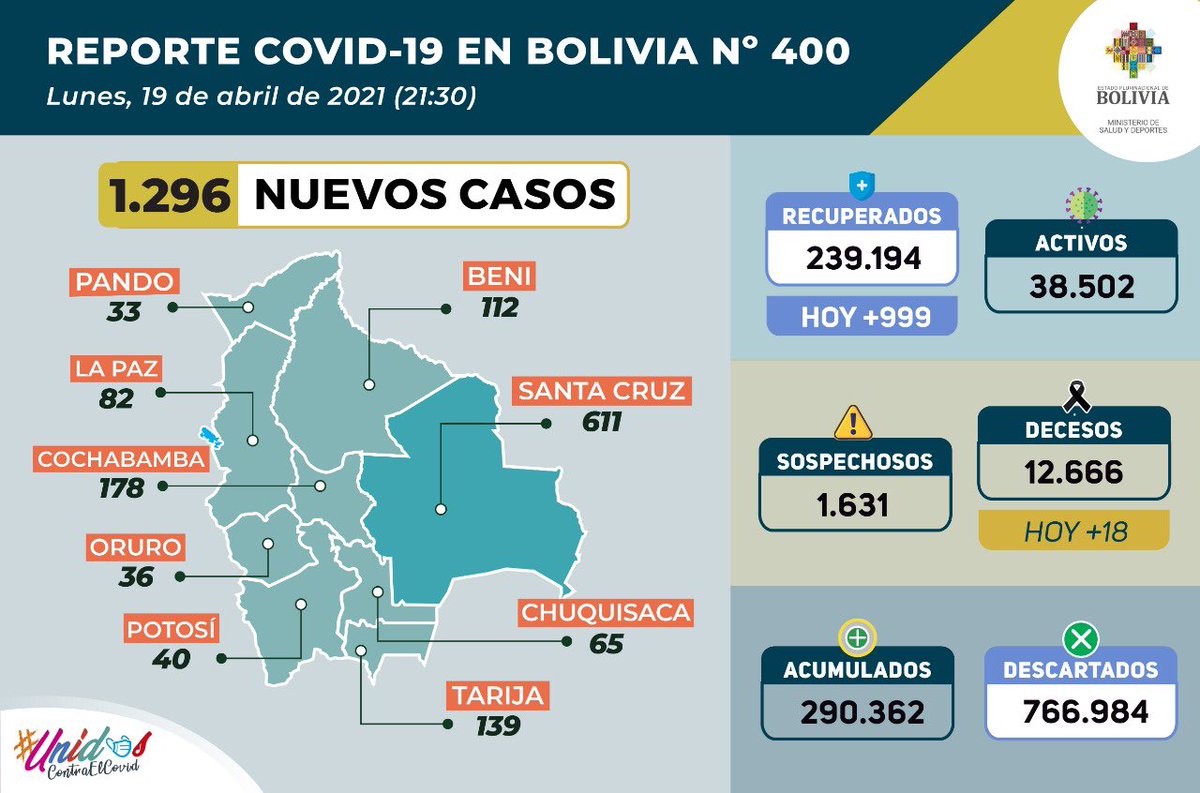 REPORTE COVID-19 EN BOLIVIA Nº 400
Lunes, 19 de abril de 2021 (21:30)
ESTADO PLURINACIONAL DE
BOLIVIA
MINISTERIO DE
SALUD Y DEPORTES
1.296 NUEVOS CASOS
PANDO
33
BENI
112
LA PAZ
82
SANTA CRUZ
611
COCHABAMBA
178
ORURO
36
CHUQUISACA
65
POTOSÍ
40
TARIJA
139
RECUPERADOS
239.194
HOY +999
ACTIVOS
38.502
SOSPECHOSOS
1.631
DECESOS
12.666
HOY +18
ACUMULADOS
290.362
DESCARTADOS
766.984
#Unidos
ContraElCovid